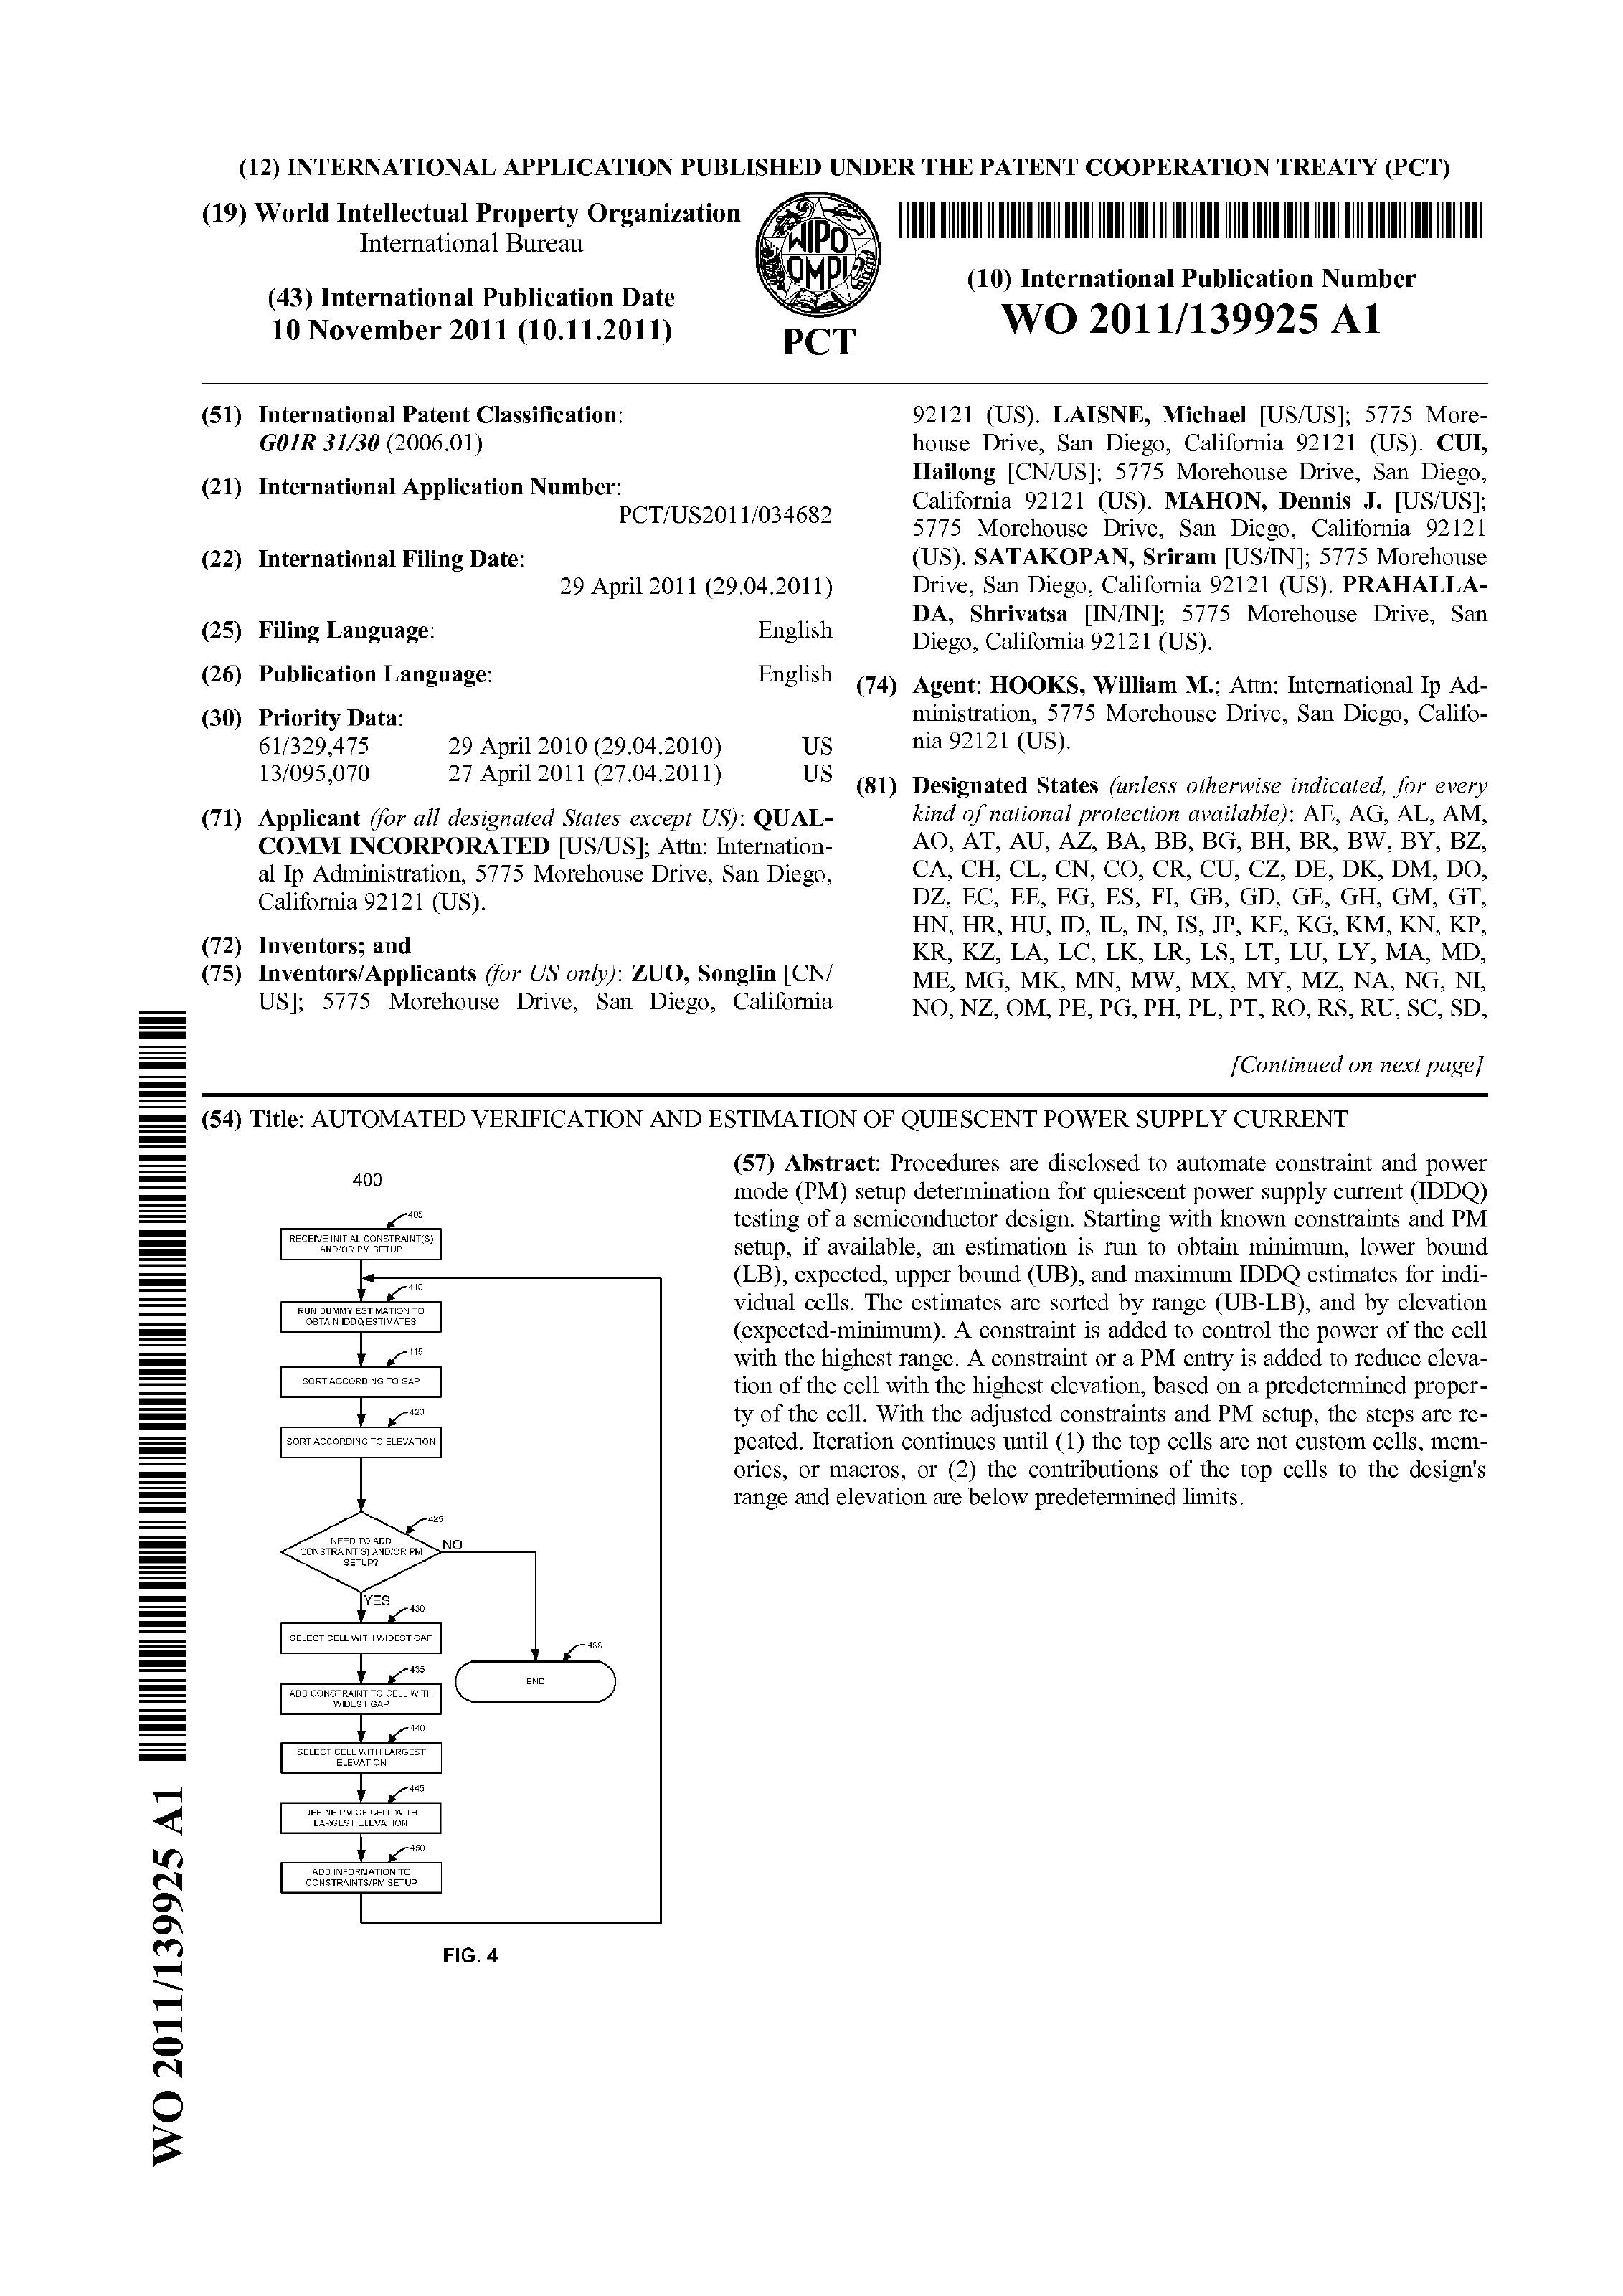 (12) INTERNATIONAL APPLICATION PUBLISHED UNDER THE PATENT COOPERATION TREATY (PCT)
(19) World Intellectual Property Organization
International Bureau
(43) International Publication Date
10 November 2011 (10.11.2011)
WIPO
OMPI
PCT
(10) International Publication Number
WO 2011/139925 A1
(51) International Patent Classification:
G01R 31/30 (2006.01)
(21) International Application Number:
PCT/US2011/034682
(22) International Filing Date:
29 April 2011 (29.04.2011)
(25) Filing Language: English
(26) Publication Language: English
(30) Priority Data:
61/329,475 29 April 2010 (29.04.2010) US
13/095,070 27 April 2011 (27.04.2011) US
(71) Applicant (for all designated States except US): QUAL-
COMM INCORPORATED [US/US]; Attn: Internation-
al Ip Administration, 5775 Morehouse Drive, San Diego,
California 92121 (US).
(72) Inventors; and
(75) Inventors/Applicants (for US only): ZUO, Songlin [CN/
US]; 5775 Morehouse Drive, San Diego, California
92121 (US). LAISNE, Michael [US/US]; 5775 More-
house Drive, San Diego, California 92121 (US). CUI,
Hailong [CN/US]; 5775 Morehouse Drive, San Diego,
California 92121 (US). MAHON, Dennis J. [US/US];
5775 Morehouse Drive, San Diego, California 92121
(US). SATAKOPAN, Sriram [US/IN]; 5775 Morehouse
Drive, San Diego, California 92121 (US). PRAHALLA-
DA, Shrivatsa [IN/IN]; 5775 Morehouse Drive, San
Diego, California 92121 (US).
(74) Agent: HOOKS, William M.; Attn: International Ip Ad-
ministration, 5775 Morehouse Drive, San Diego, Califo-
nia 92121 (US).
(81) Designated States (unless otherwise indicated, for every
kind of national protection available): AE, AG, AL, AM,
AO, AT, AU, AZ, BA, BB, BG, BH, BR, BW, BY, BZ,
CA, CH, CL, CN, CO, CR, CU, CZ, DE, DK, DM, DO,
DZ, EC, EE, EG, ES, FI, GB, GD, GE, GH, GM, GT,
HN, HR, HU, ID, IL, IN, IS, JP, KE, KG, KM, KN, KP,
KR, KZ, LA, LC, LK, LR, LS, LT, LU, LY, MA, MD,
ME, MG, MK, MN, MW, MX, MY, MZ, NA, NG, NI,
NO, NZ, OM, PE, PG, PH, PL, PT, RO, RS, RU, SC, SD,
[Continued on next page]
(54) Title: AUTOMATED VERIFICATION AND ESTIMATION OF QUIESCENT POWER SUPPLY CURRENT
400
405
RECEIVE INITIAL CONSTRAINT(S)
AND/OR PM SETUP
410
RUN DUMMY ESTIMATION TO
OBTAIN IDDQ ESTIMATES
415
SORT ACCORDING TO GAP
420
SORT ACCORDING TO ELEVATION
425
NEED TO ADD
CONSTRAINT(S) AND/OR PM
SETUP?
NO
YES
430
SELECT CELL WITH WIDEST GAP
499
END
435
ADD CONSTRAINT TO CELL WITH
WIDEST GAP
440
SELECT CELL WITH LARGEST
ELEVATION
445
DEFINE PM OF CELL WITH
LARGEST ELEVATION
450
ADD INFORMATION TO
CONSTRAINTS/PM SETUP
FIG. 4
(57) Abstract: Procedures are disclosed to automate constraint and power
mode (PM) setup determination for quiescent power supply current (IDDQ)
testing of a semiconductor design. Starting with known constraints and PM
setup, if available, an estimation is run to obtain minimum, lower bound
(LB), expected, upper bound (UB), and maximum IDDQ estimates for indi-
vidual cells. The estimates are sorted by range (UB-LB), and by elevation
(expected-minimum). A constraint is added to control the power of the cell
with the highest range. A constraint or a PM entry is added to reduce eleva-
tion of the cell with the highest elevation, based on a predetermined proper-
ty of the cell. With the adjusted constraints and PM setup, the steps are re-
peated. Iteration continues until (1) the top cells are not custom cells, mem-
ories, or macros, or (2) the contributions of the top cells to the design's
range and elevation are below predetermined limits.
WO 2011/139925 A1